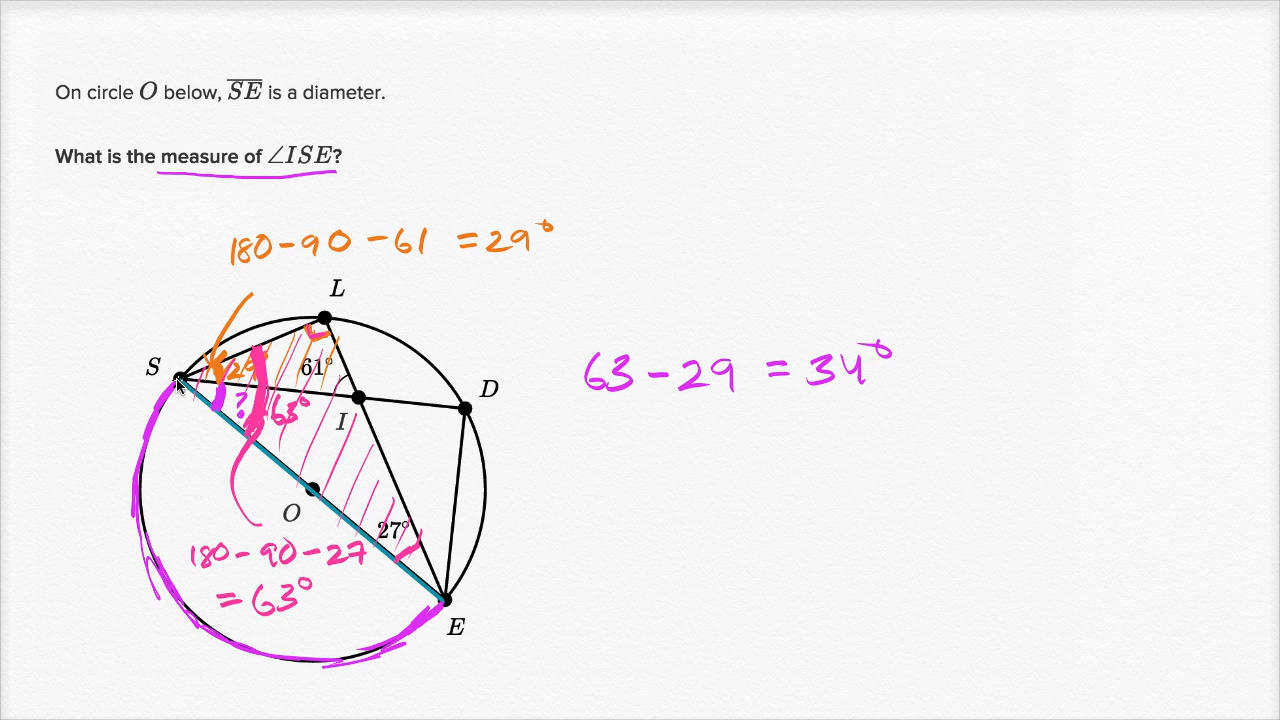 On circle O below, SE is a diameter.
What is the measure of ∠ISE?
180-90-61 =29°
L
S
29°
61°
D
?
63°
I
63-29 = 34°
O
27°
180-90-27
=63°
E